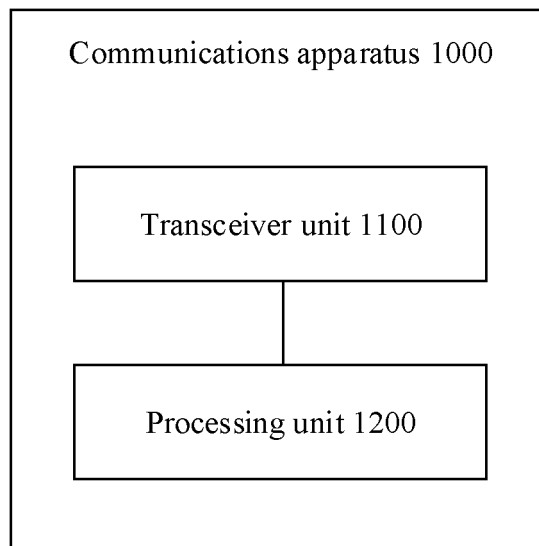 Communications apparatus 1000
Transceiver unit 1100
Processing unit 1200